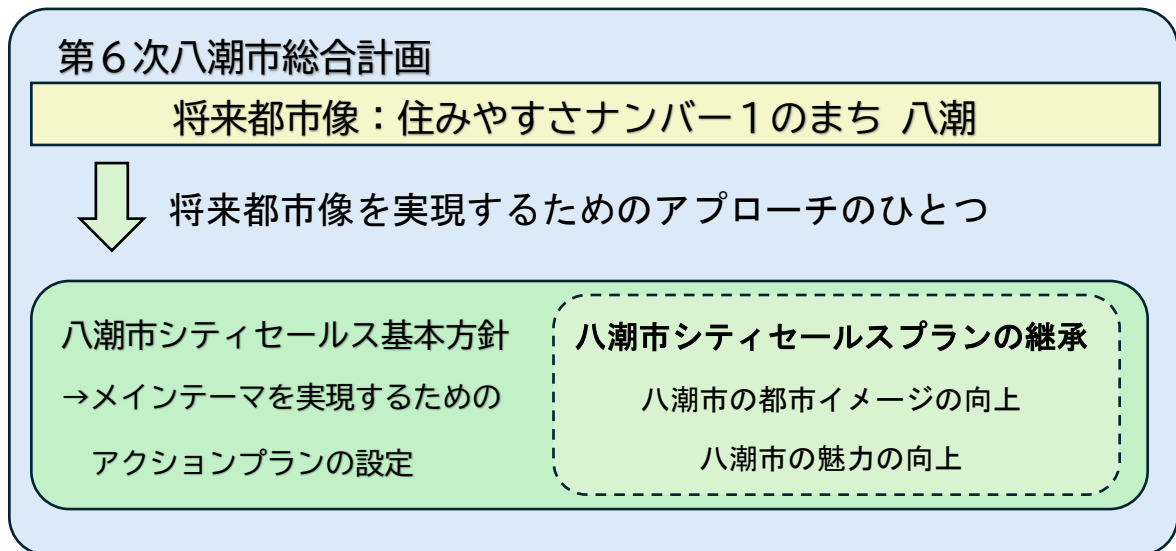 第６次八潮市総合計画
将来都市像：住みやすさナンバー１のまち 八潮
将来都市像を実現するためのアプローチのひとつ
八潮市シティセールス基本方針
→メインテーマを実現するための
アクションプランの設定
八潮市シティセールスプランの継承
八潮市の都市イメージの向上
八潮市の魅力の向上